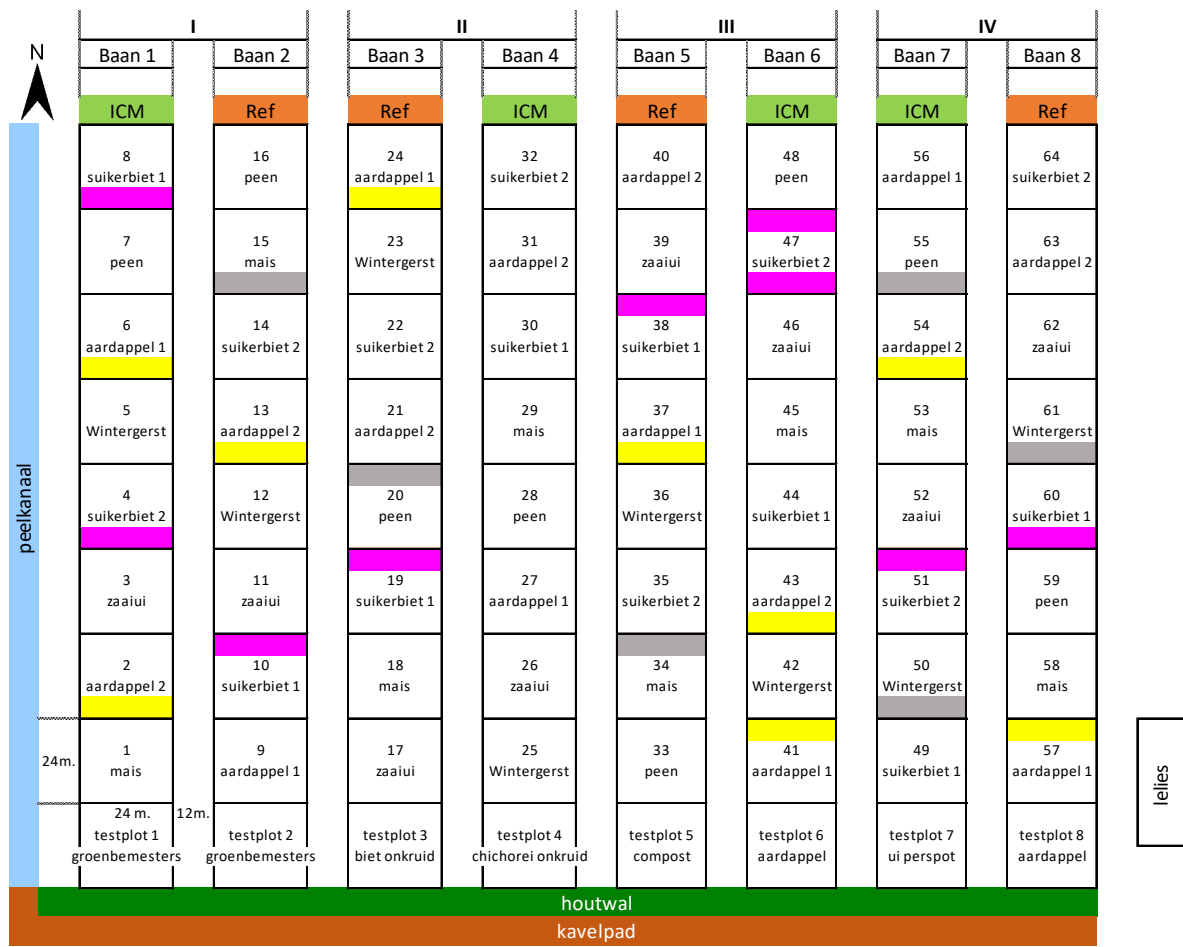 I II III IV
N Baan 1 Baan 2 Baan 3 Baan 4 Baan 5 Baan 6 Baan 7 Baan 8
ICM Ref Ref ICM Ref ICM ICM Ref
8 16 24 32 40 48 56 64
suikerbiet 1 peen aardappel 1 suikerbiet 2 aardappel 2 peen aardappel 1 suikerbiet 2
7 15 23 31 39 47 55 63
peen mais Wintergerst aardappel 2 zaaiui suikerbiet 2 peen aardappel 2
6 14 22 30 38 46 54 62
aardappel 1 suikerbiet 2 suikerbiet 2 suikerbiet 1 suikerbiet 1 zaaiui aardappel 2 zaaiui
5 13 21 29 37 45 53 61
Wintergerst aardappel 2 aardappel 2 mais aardappel 1 mais mais Wintergerst
peelkanaal
4 12 20 28 36 44 52 60
suikerbiet 2 Wintergerst peen peen Wintergerst suikerbiet 1 zaaiui suikerbiet 1
3 11 19 27 35 43 51 59
zaaiui zaaiui suikerbiet 1 aardappel 1 suikerbiet 2 aardappel 2 suikerbiet 2 peen
2 10 18 26 34 42 50 58
aardappel 2 suikerbiet 1 mais zaaiui mais Wintergerst Wintergerst mais
1 9 17 25 33 41 49 57
24m. mais aardappel 1 zaaiui Wintergerst peen aardappel 1 suikerbiet 1 aardappel 1
lelies
24 m. 12m.
testplot 1 testplot 2 testplot 3 testplot 4 testplot 5 testplot 6 testplot 7 testplot 8
groenbemesters groenbemesters biet onkruid chichorei onkruid compost aardappel ui perspot aardappel
houtwal
kavelpad